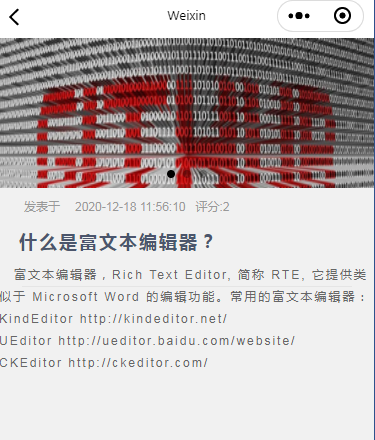 Weixin
发表于 2020-12-18 11:56:10 评分:2
什么是富文本编辑器？
富文本编辑器，Rich Text Editor, 简称 RTE, 它提供类
似于 Microsoft Word 的编辑功能。常用的富文本编辑器：
KindEditor http://kindeditor.net/
UEditor http://ueditor.baidu.com/website/
CKEditor http://ckeditor.com/